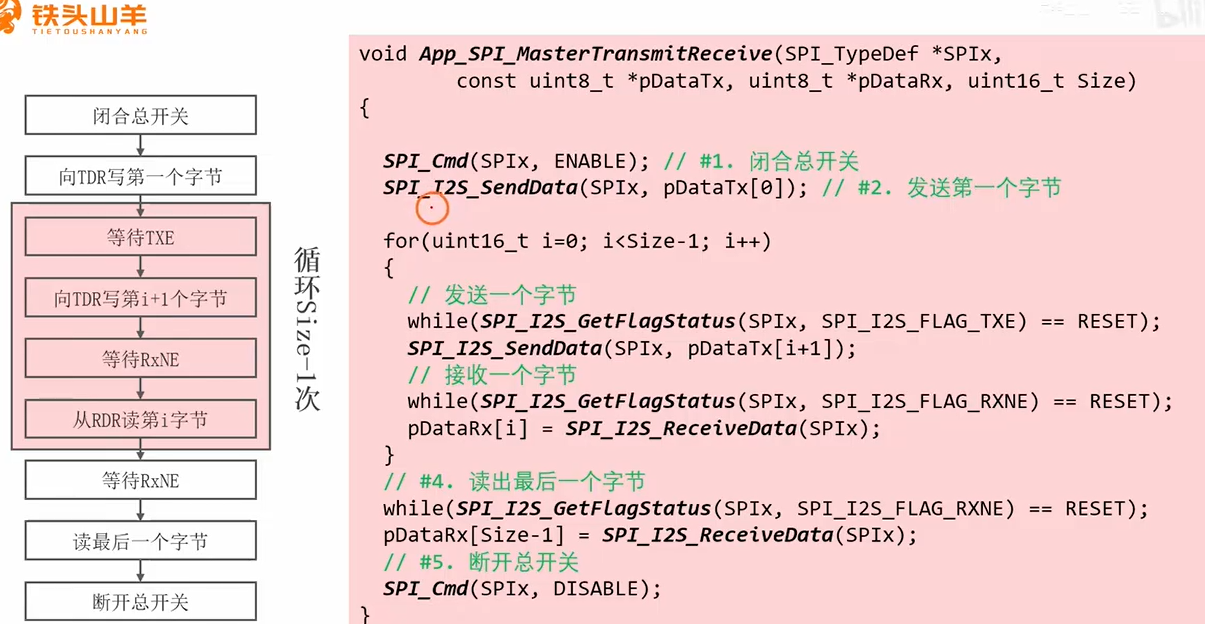 铁头山羊
TIETOUSHANYANG
闭合总开关
向TDR写第一个字节
等待TXE
向TDR写第i+1个字节
等待RxNE
从RDR读第i字节
等待RxNE
读最后一个字节
断开总开关
循环Size-1次
void App_SPI_MasterTransmitReceive(SPI_TypeDef *SPIx,
const uint8_t *pDataTx, uint8_t *pDataRx, uint16_t Size)
{
SPI_Cmd(SPIx, ENABLE); // #1. 闭合总开关
SPI_I2S_SendData(SPIx, pDataTx[0]); // #2. 发送第一个字节
for(uint16_t i=0; i<Size-1; i++)
{
// 发送一个字节
while(SPI_I2S_GetFlagStatus(SPIx, SPI_I2S_FLAG_TXE) == RESET);
SPI_I2S_SendData(SPIx, pDataTx[i+1]);
// 接收一个字节
while(SPI_I2S_GetFlagStatus(SPIx, SPI_I2S_FLAG_RXNE) == RESET);
pDataRx[i] = SPI_I2S_ReceiveData(SPIx);
}
// #4. 读出最后一个字节
while(SPI_I2S_GetFlagStatus(SPIx, SPI_I2S_FLAG_RXNE) == RESET);
pDataRx[Size-1] = SPI_I2S_ReceiveData(SPIx);
// #5. 断开总开关
SPI_Cmd(SPIx, DISABLE);
}